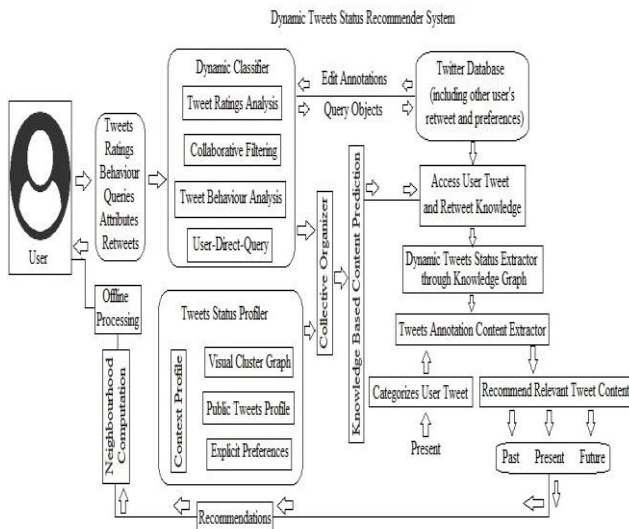 Dynamic Tweets Status Recommender System
User
Tweets
Ratings
Behaviour
Queries
Attributes
Retweets
Dynamic Classifier
Tweet Ratings Analysis
Collaborative Filtering
Tweet Behaviour Analysis
User-Direct-Query
Edit Annotations
Query Objects
Twitter Database
(including other user's
retweet and preferences)
Access User Tweet
and Retweet Knowledge
Dynamic Tweets Status Extractor
through Knowledge Graph
Tweets Annotation Content Extractor
Categorizes User Tweet
Present
Recommend Relevant Tweet Content
Past Present Future
Knowledge Based Content Prediction
Collective Organizer
Tweets Status Profiler
Context Profile
Visual Cluster Graph
Public Tweets Profile
Explicit Preferences
Offline
Processing
Neighbourhood
Computation
Recommendations